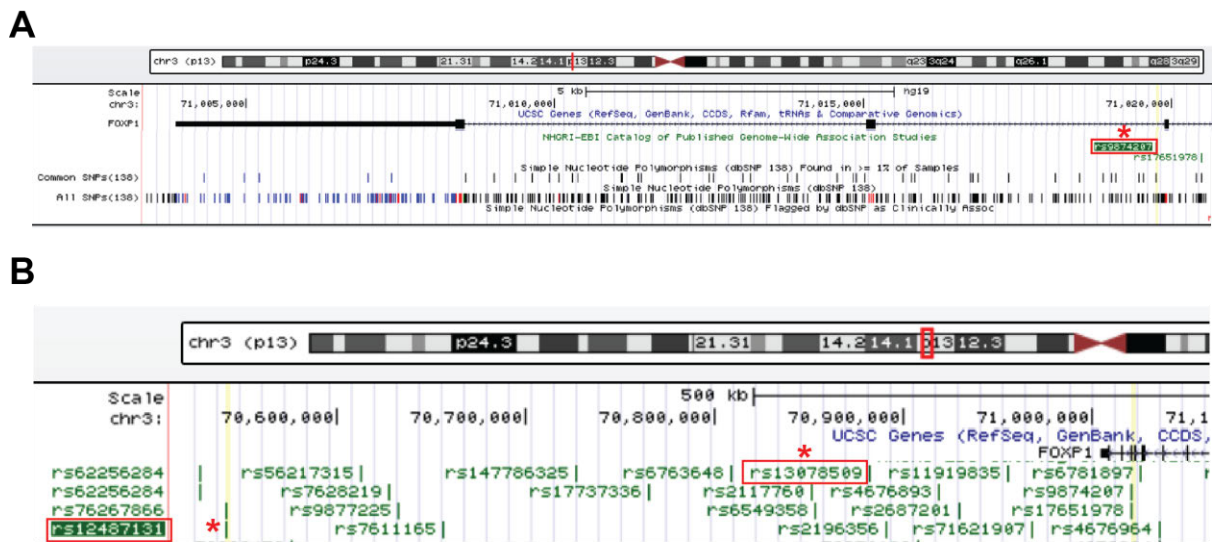 A
chr3 (p13) p24.3 21.31 14.2 14.1 p13 12.3 q23 q24 q26.1 q28 q29
Scale 5 kb hg19
chr3: 71,005,000 71,010,000 71,015,000 71,020,000
UCSC Genes (RefSeq, GenBank, CCDS, Rfam, tRNAs & Comparative Genomics)
FOXP1
NHGRI-EBI Catalog of Published Genome-Wide Association Studies
*
rs9874207
rs17651978
Simple Nucleotide Polymorphisms (dbSNP 138) Found in >= 1% of Samples
Common SNPs(138)
Simple Nucleotide Polymorphisms (dbSNP 138)
All SNPs(138)
Simple Nucleotide Polymorphisms (dbSNP 138) Flagged by dbSNP as Clinically Assoc
B
chr3 (p13) p24.3 21.31 14.2 14.1 p13 12.3
Scale 500 kb
chr3: 70,600,000 70,700,000 70,800,000 70,900,000 71,000,000 71,1
UCSC Genes (RefSeq, GenBank, CCDS,
FOXP1
*
rs62256284 rs56217315 rs147786325 rs6763648 rs13078509 rs11919835 rs6781897
rs62256284 rs7628219 rs17737336 rs2117760 rs4676893 rs9874207
rs76267866 rs9877225 rs6549358 rs2687201 rs17651978
rs12487131 * rs7611165 rs2196356 rs71621907 rs4676964